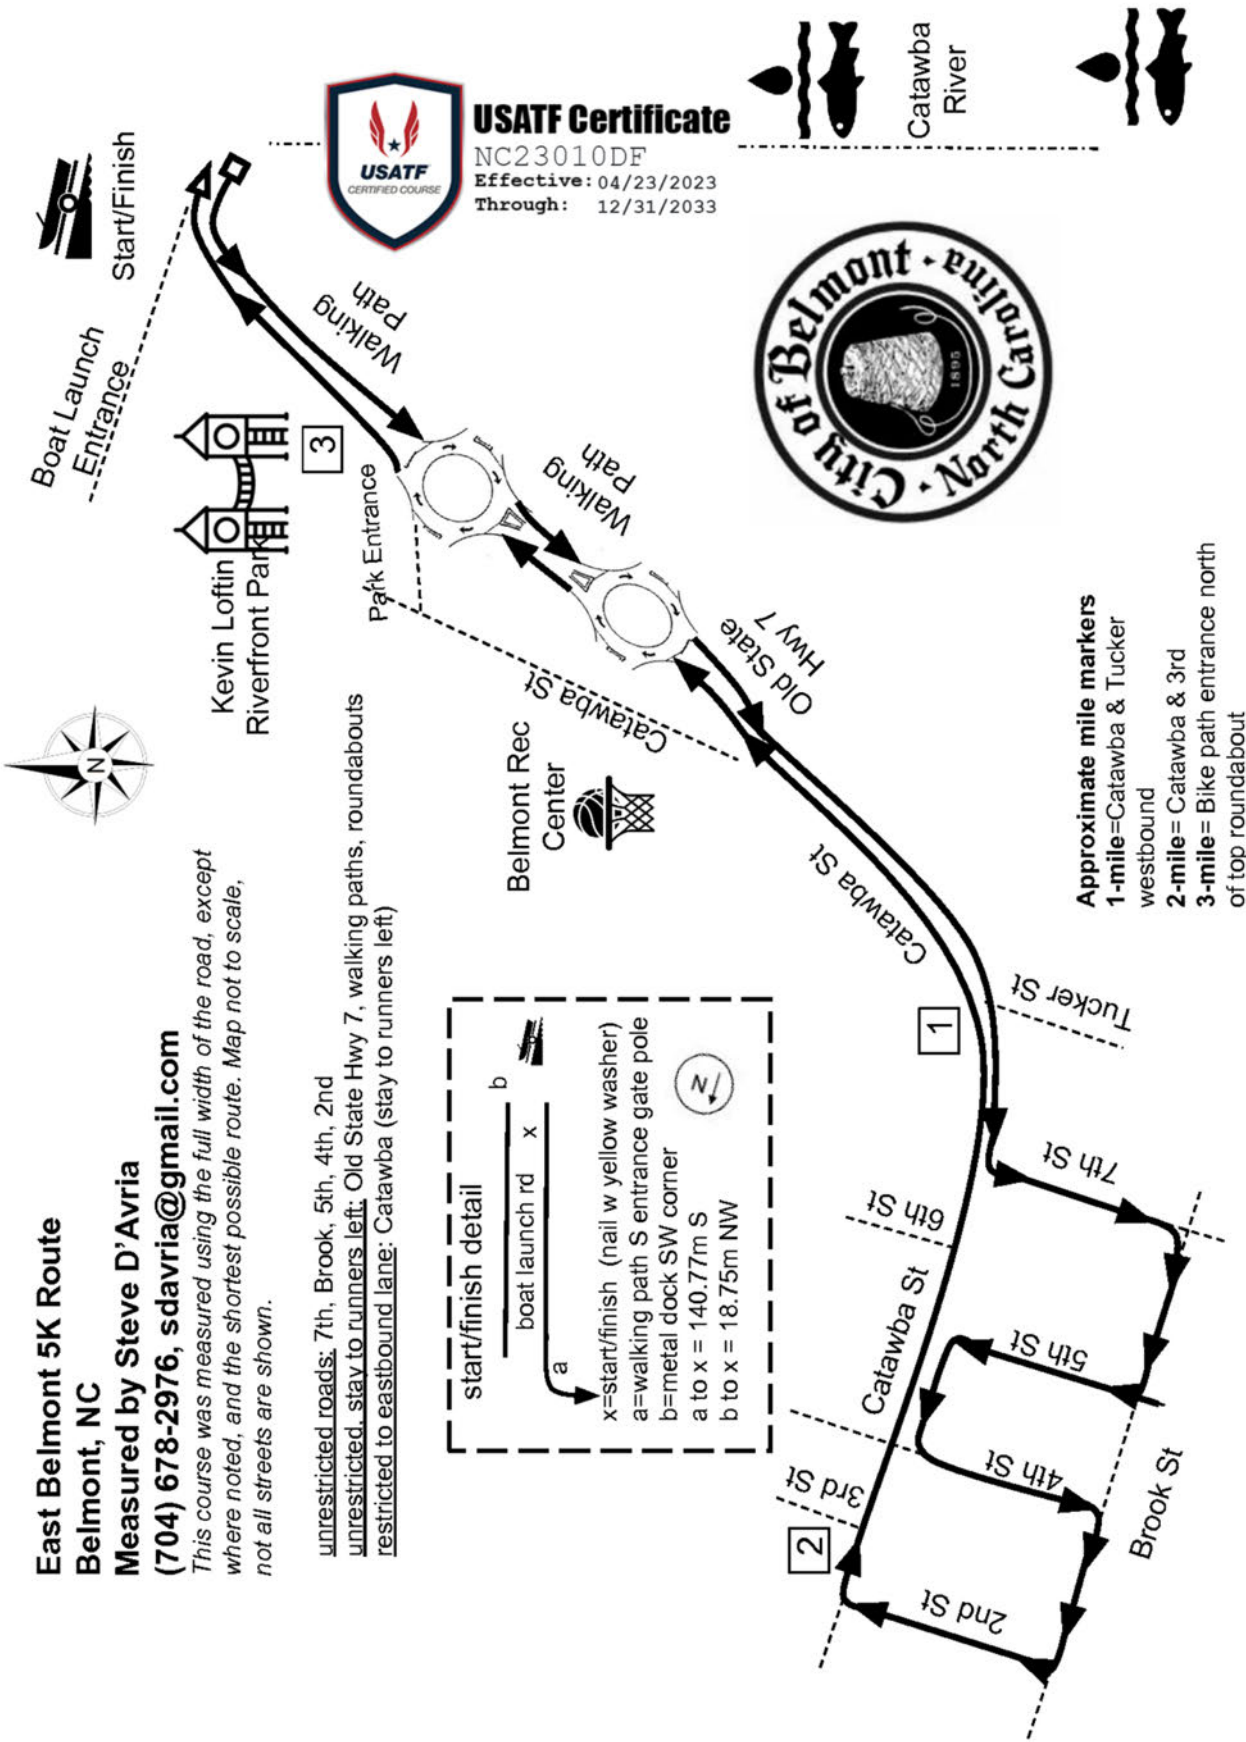 East Belmont 5K Route
Belmont, NC
Measured by Steve D'Avria
(704) 678-2976, sdavria@gmail.com
This course was measured using the full width of the road, except
where noted, and the shortest possible route. Map not to scale,
not all streets are shown.
unrestricted roads: 7th, Brook, 5th, 4th, 2nd
unrestricted, stay to runners left: Old State Hwy 7, walking paths, roundabouts
restricted to eastbound lane: Catawba (stay to runners left)
start/finish detail
boat launch rd
a
x
b
x=start/finish (nail w yellow washer)
a=walking path S entrance gate pole
b=metal dock SW corner
a to x = 140.77m S
b to x = 18.75m NW
N
N
Boat Launch
Entrance
Start/Finish
Kevin Loftin
Riverfront Park
3
Park Entrance
Walking
Path
Walking
Path
Catawba St
Belmont Rec
Center
Old State
Hwy 7
Catawba St
1
Tucker St
7th St
6th St
Catawba St
5th St
4th St
3rd St
2
2nd St
Brook St
USATF
CERTIFIED COURSE
USATF Certificate
NC23010DF
Effective: 04/23/2023
Through: 12/31/2033
Catawba
River
City of Belmont · North Carolina ·
1895
Approximate mile markers
1-mile=Catawba & Tucker
westbound
2-mile= Catawba & 3rd
3-mile= Bike path entrance north
of top roundabout